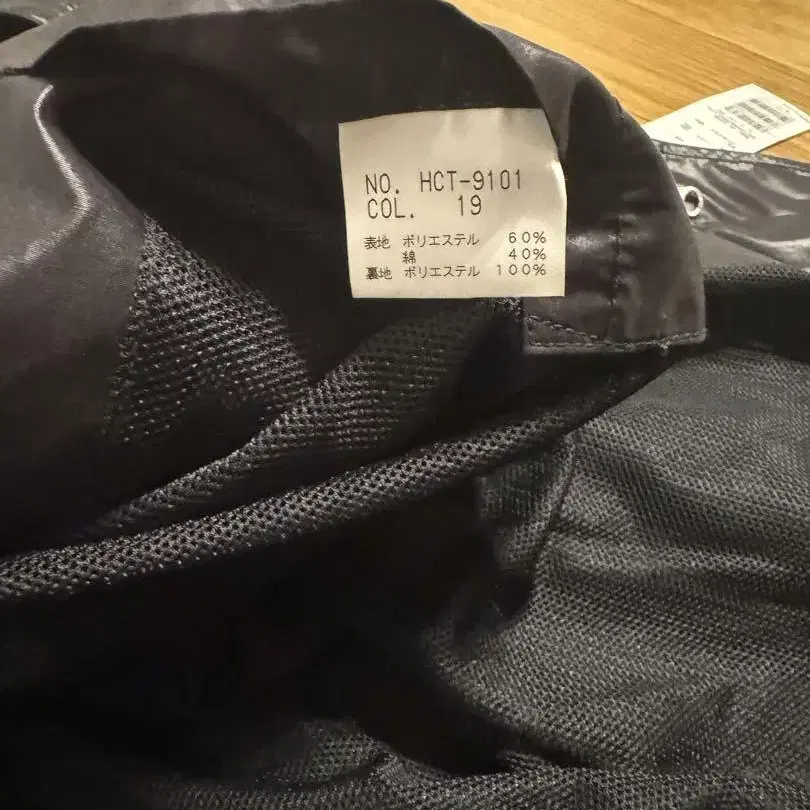 NO. HCT-9101
COL. 19
表地 ポリエステル 60%
綿 40%
裏地 ポリエステル 100%